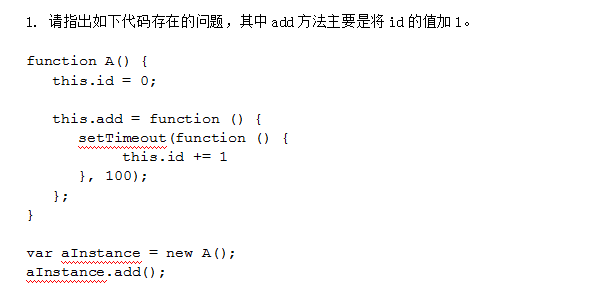 1. 请指出如下代码存在的问题，其中 add 方法主要是将 id 的值加 1。
function A() {
this.id = 0;
this.add = function () {
setTimeout(function () {
this.id += 1
}, 100);
};
}
var aInstance = new A();
aInstance.add();